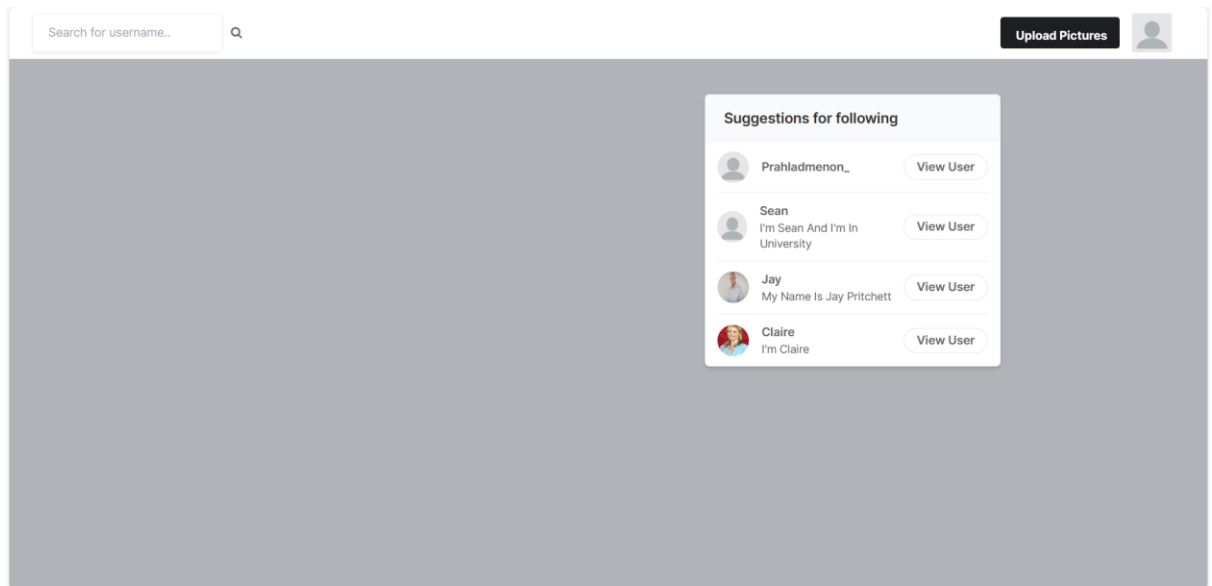 Search for username..
Upload Pictures
Suggestions for following
Prahladmenon_
View User
Sean
I'm Sean And I'm In
University
View User
Jay
My Name Is Jay Pritchett
View User
Claire
I'm Claire
View User